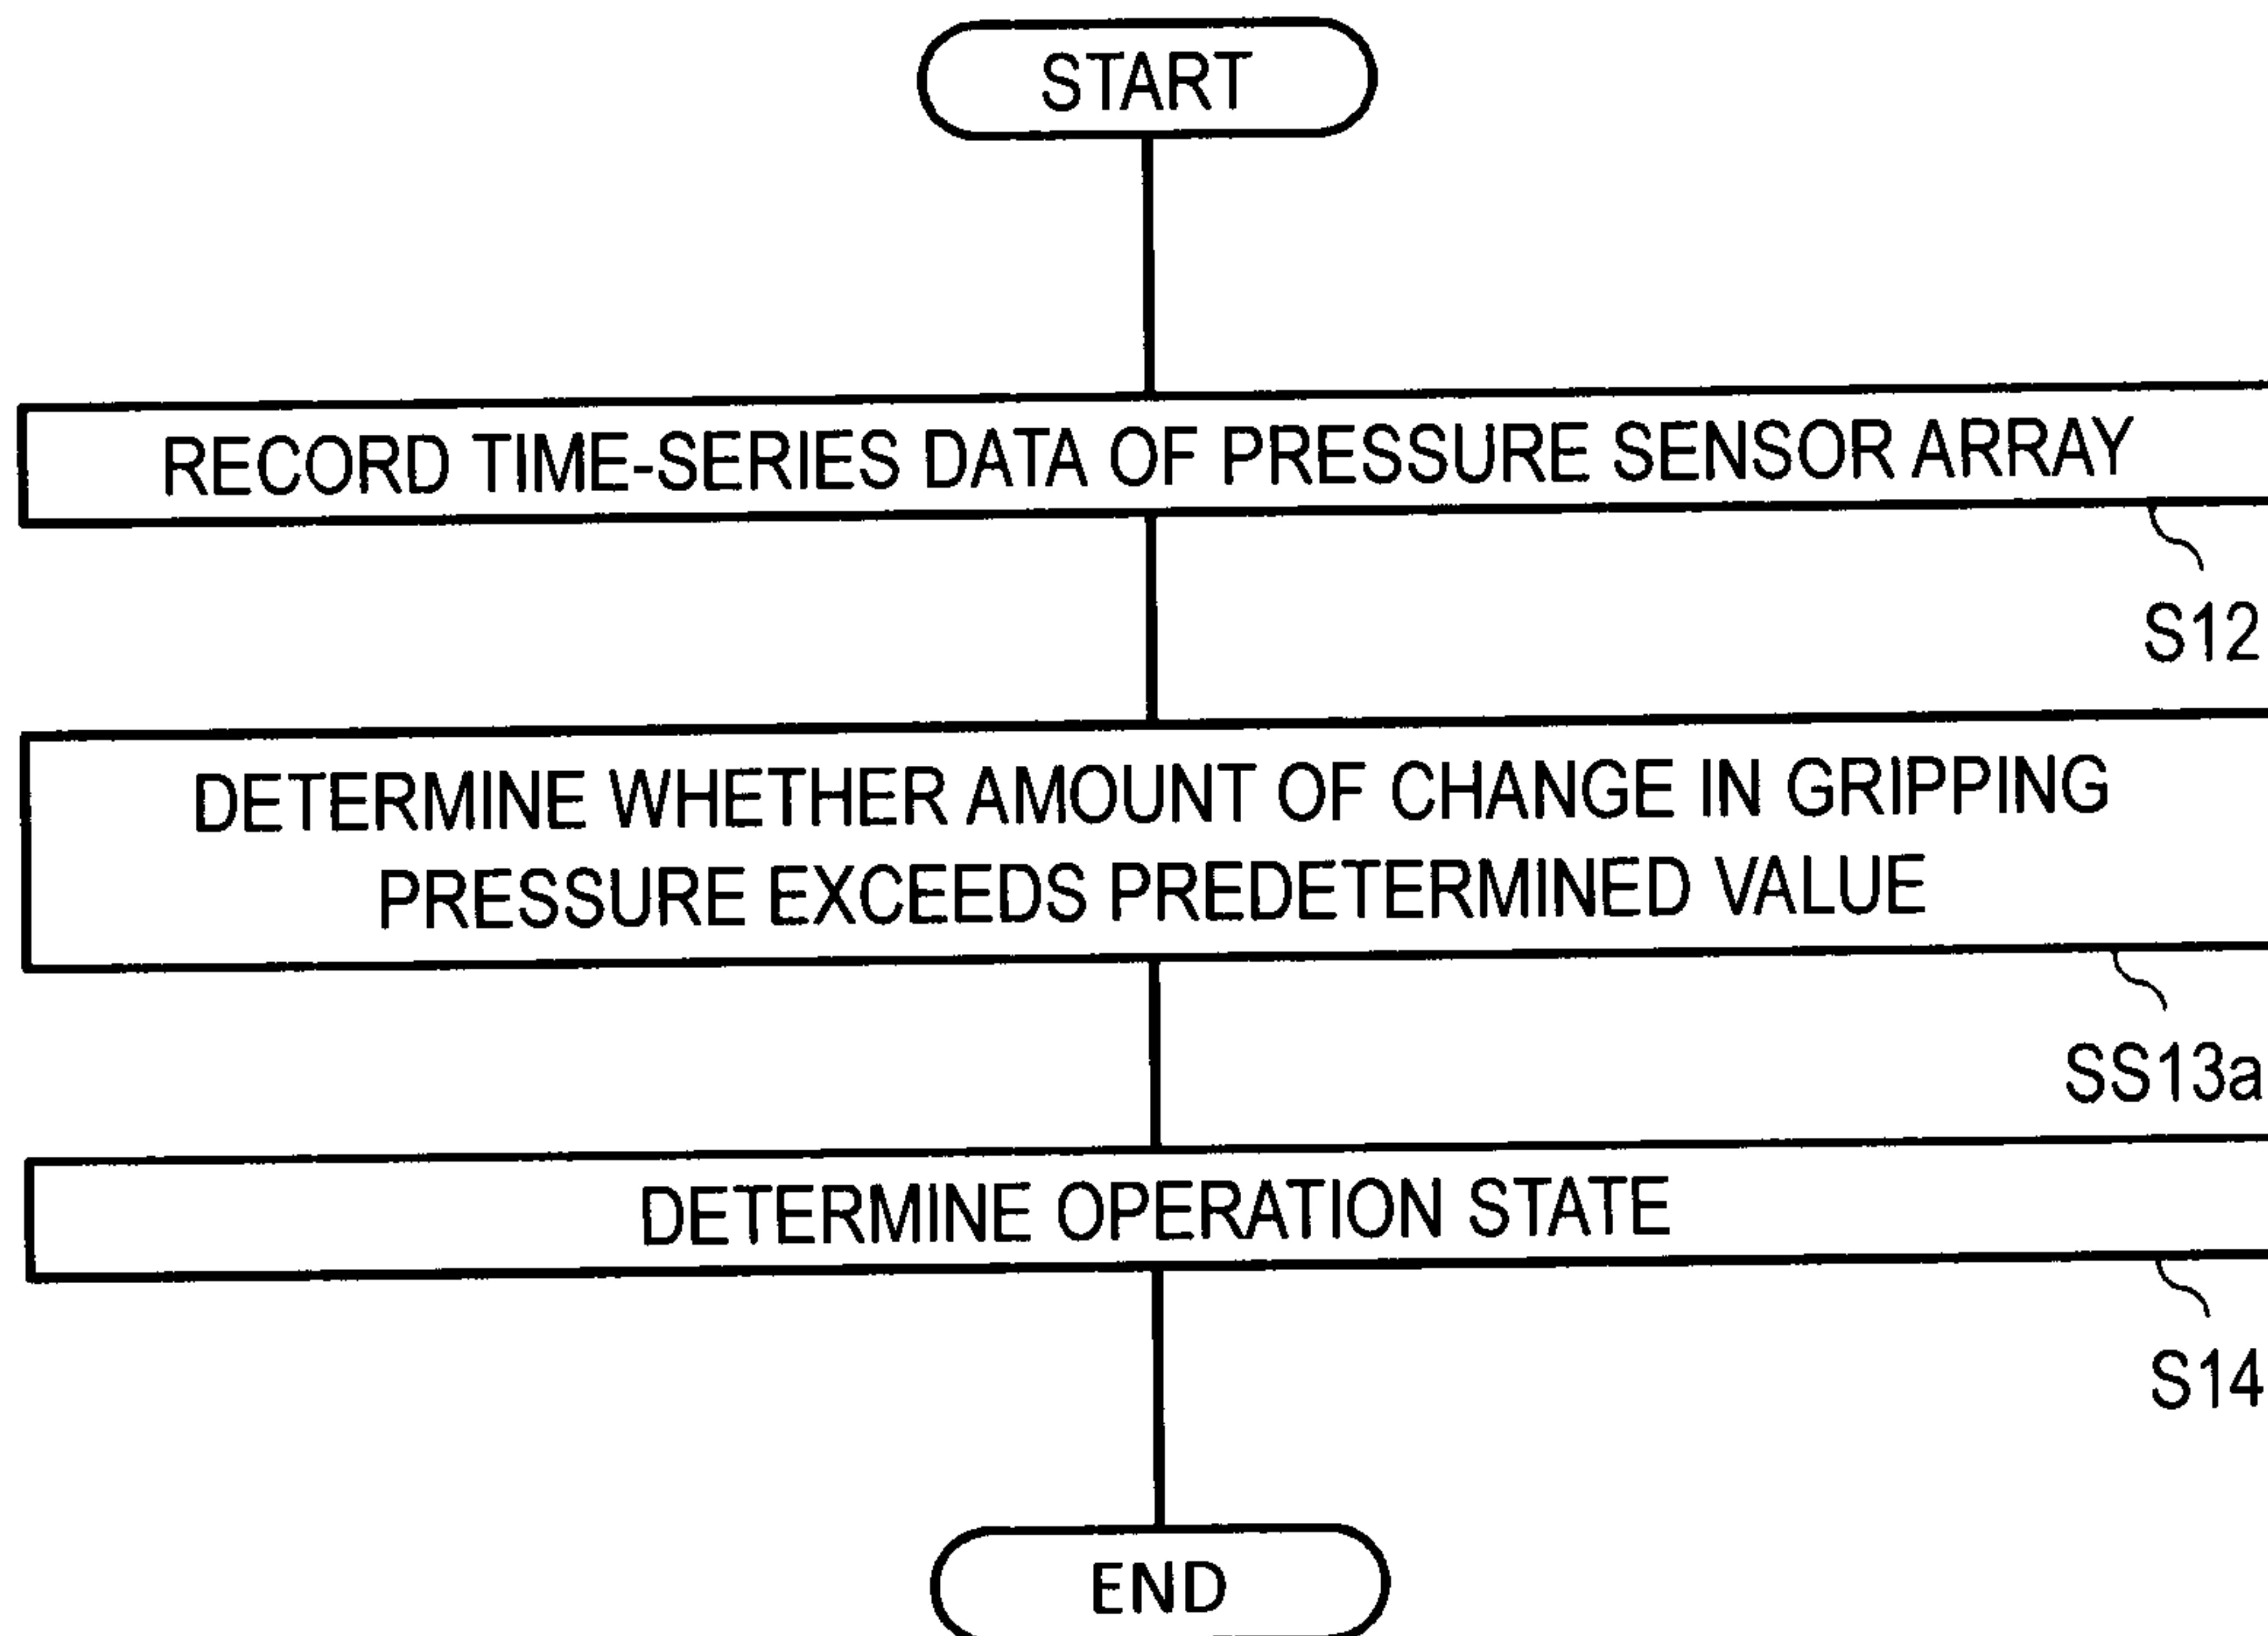 START
RECORD TIME-SERIES DATA OF PRESSURE SENSOR ARRAY
S12
DETERMINE WHETHER AMOUNT OF CHANGE IN GRIPPING
PRESSURE EXCEEDS PREDETERMINED VALUE
SS13a
DETERMINE OPERATION STATE
S14
END